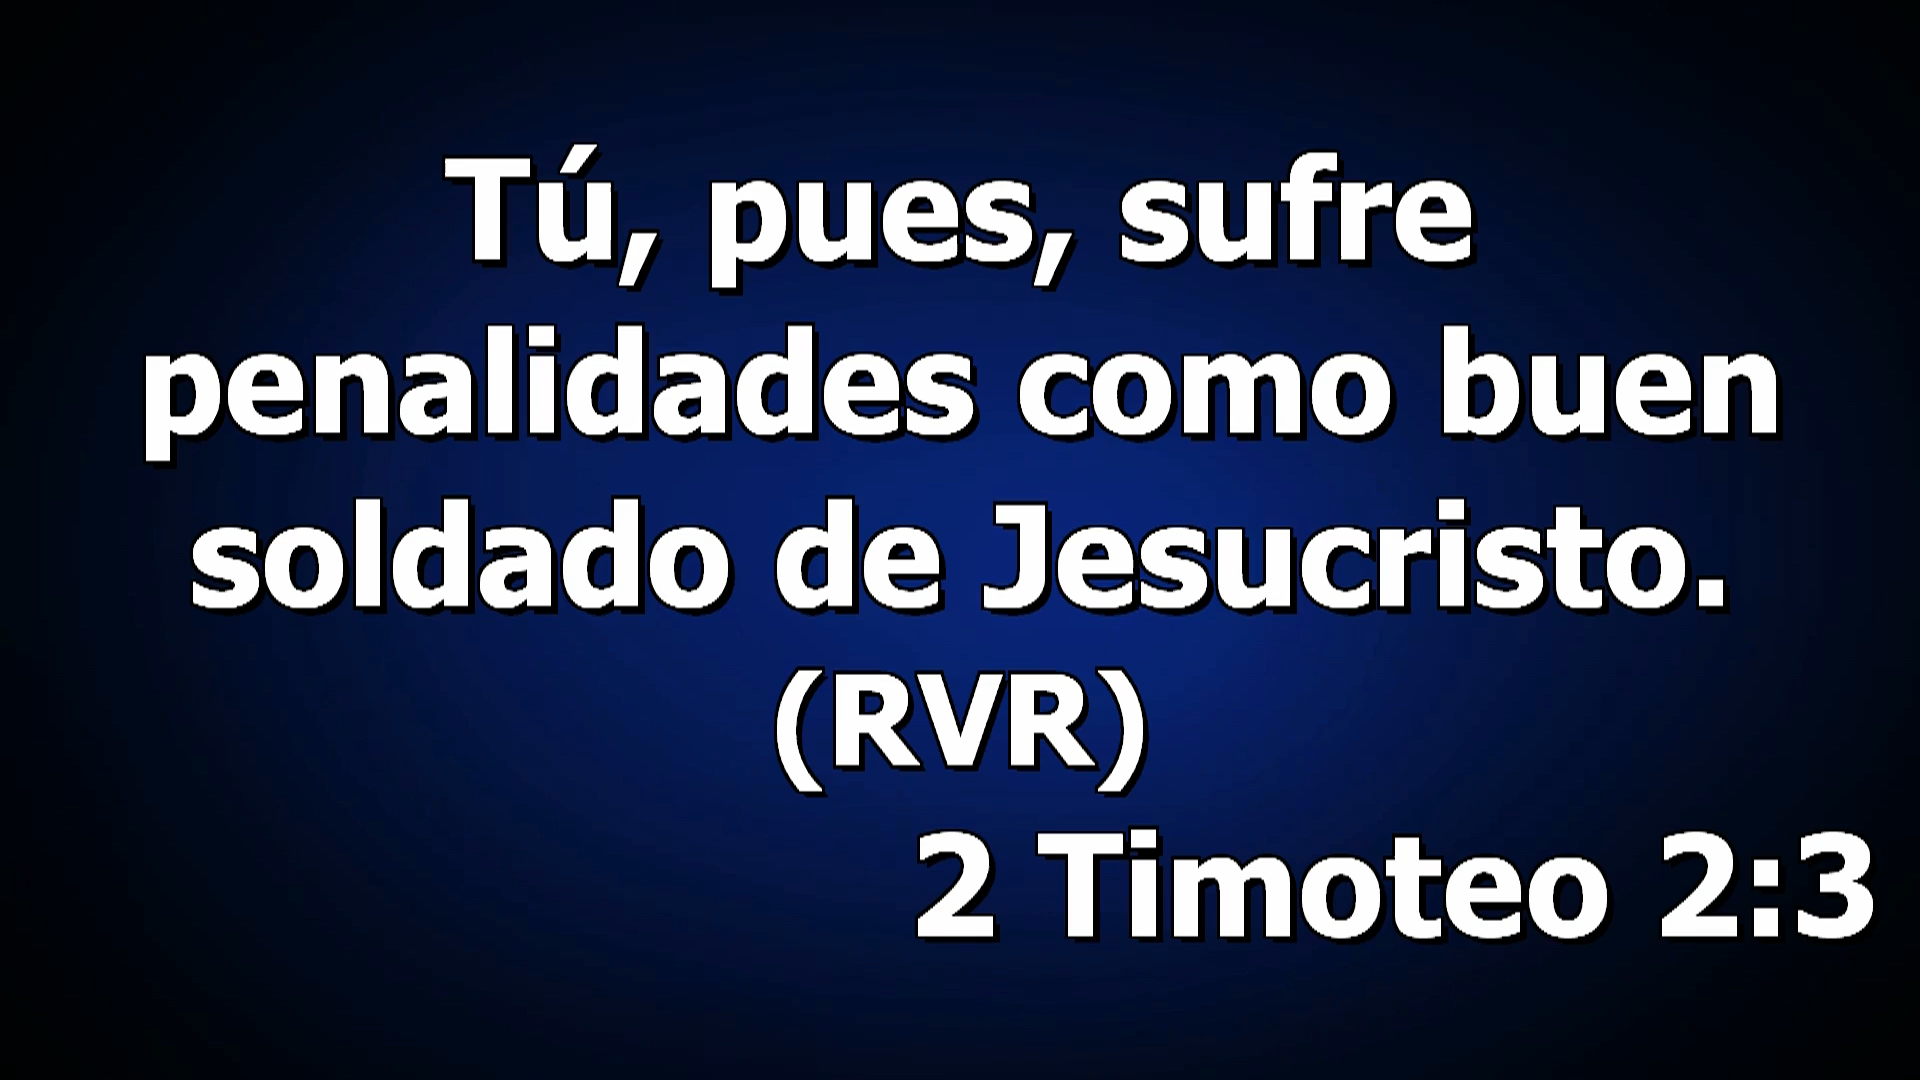 Tú, pues, sufre
penalidades como buen
soldado de Jesucristo.
(RVR)
2 Timoteo 2:3